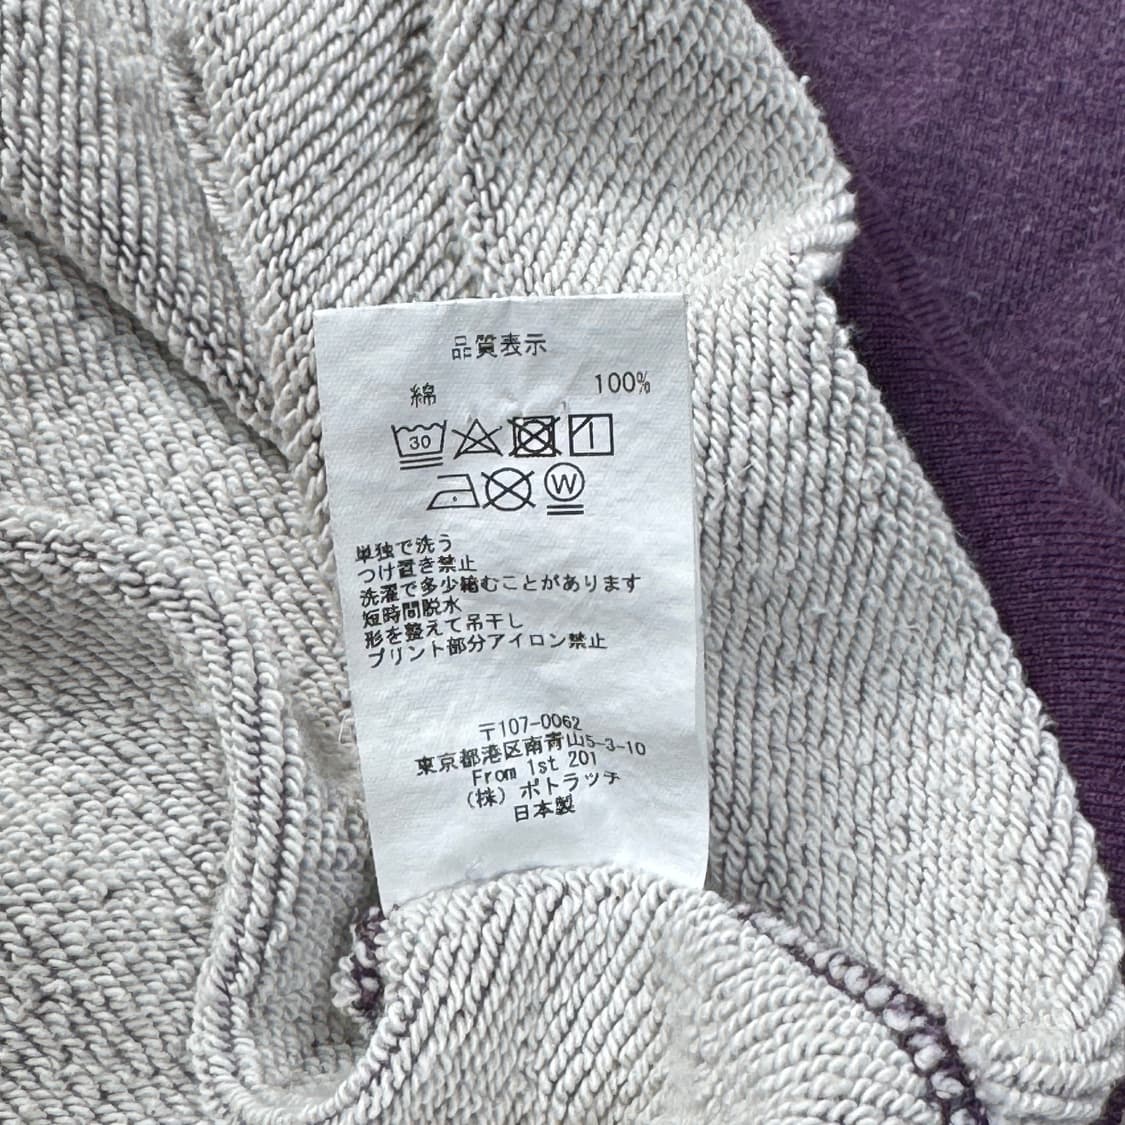 品質表示
綿 100%
30
W
単独で洗う
つけ置き禁止
洗濯で多少縮むことがあります
短時間脱水
形を整えて吊干し
プリント部分アイロン禁止
〒107-0062
東京都港区南青山5-3-10
From 1st 201
(株) ポトラッチ
日本製